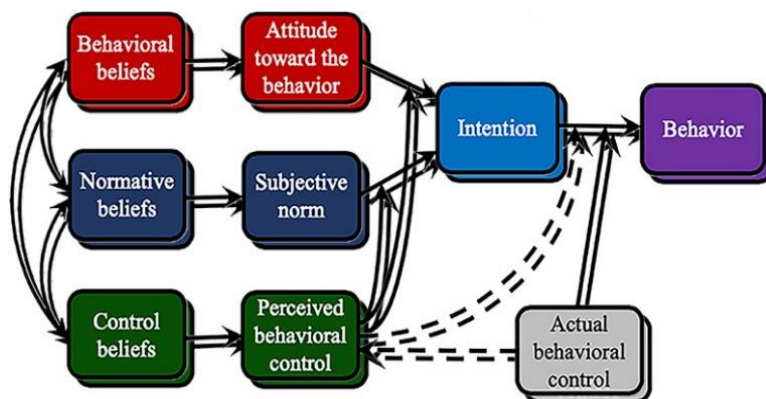 Behavioral
beliefs
Attitude
toward the
behavior
Intention
Behavior
Normative
beliefs
Subjective
norm
Control
beliefs
Perceived
behavioral
control
Actual
behavioral
control